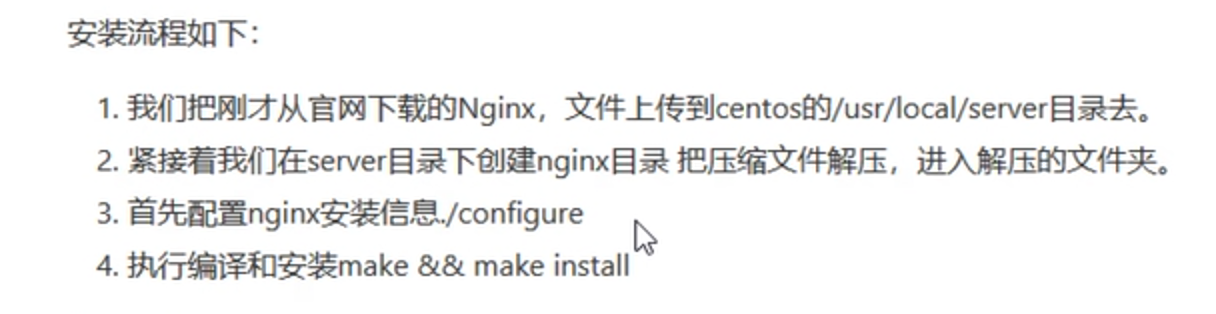 安装流程如下：
1. 我们把刚才从官网下载的Nginx，文件上传到centos的/usr/local/server目录去。
2. 紧接着我们在server目录下创建nginx目录 把压缩文件解压，进入解压的文件夹。
3. 首先配置nginx安装信息./configure
4. 执行编译和安装make && make install